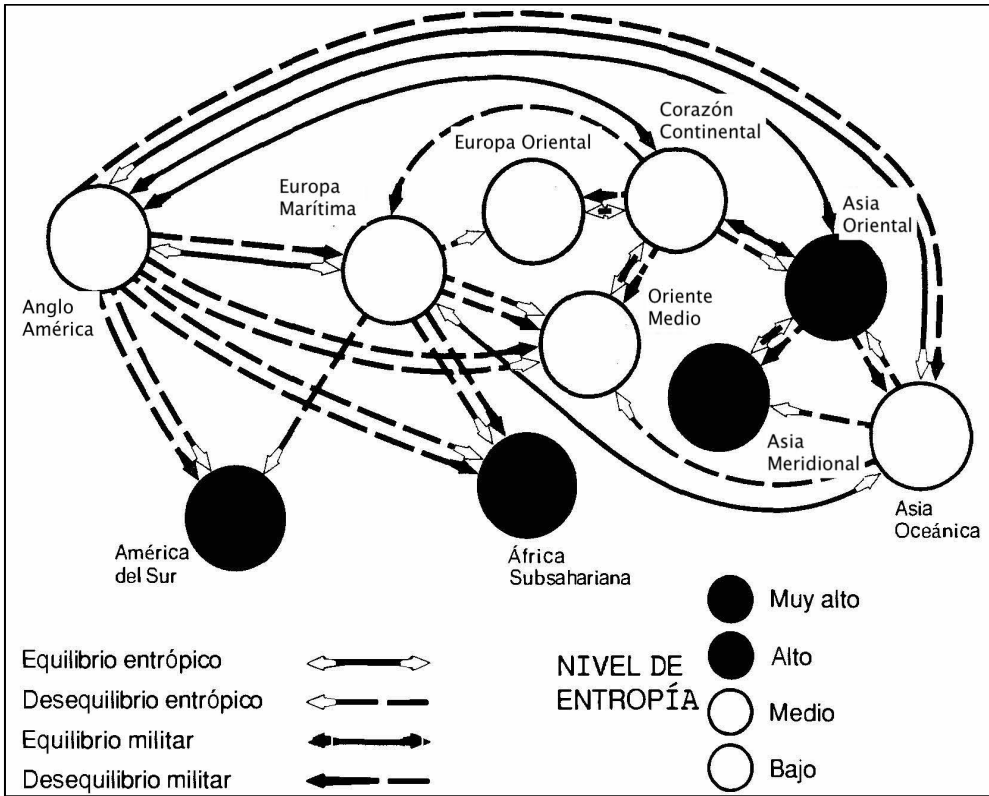 Corazón
Continental
Europa Oriental
Europa
Marítima
Asia
Oriental
Anglo
América
Oriente
Medio
Asia
Meridional
Asia
Oceánica
América
del Sur
África
Subsahariana
Muy alto
Alto
Medio
Bajo
NIVEL DE
ENTROPÍA
Equilibrio entrópico
Desequilibrio entrópico
Equilibrio militar
Desequilibrio militar